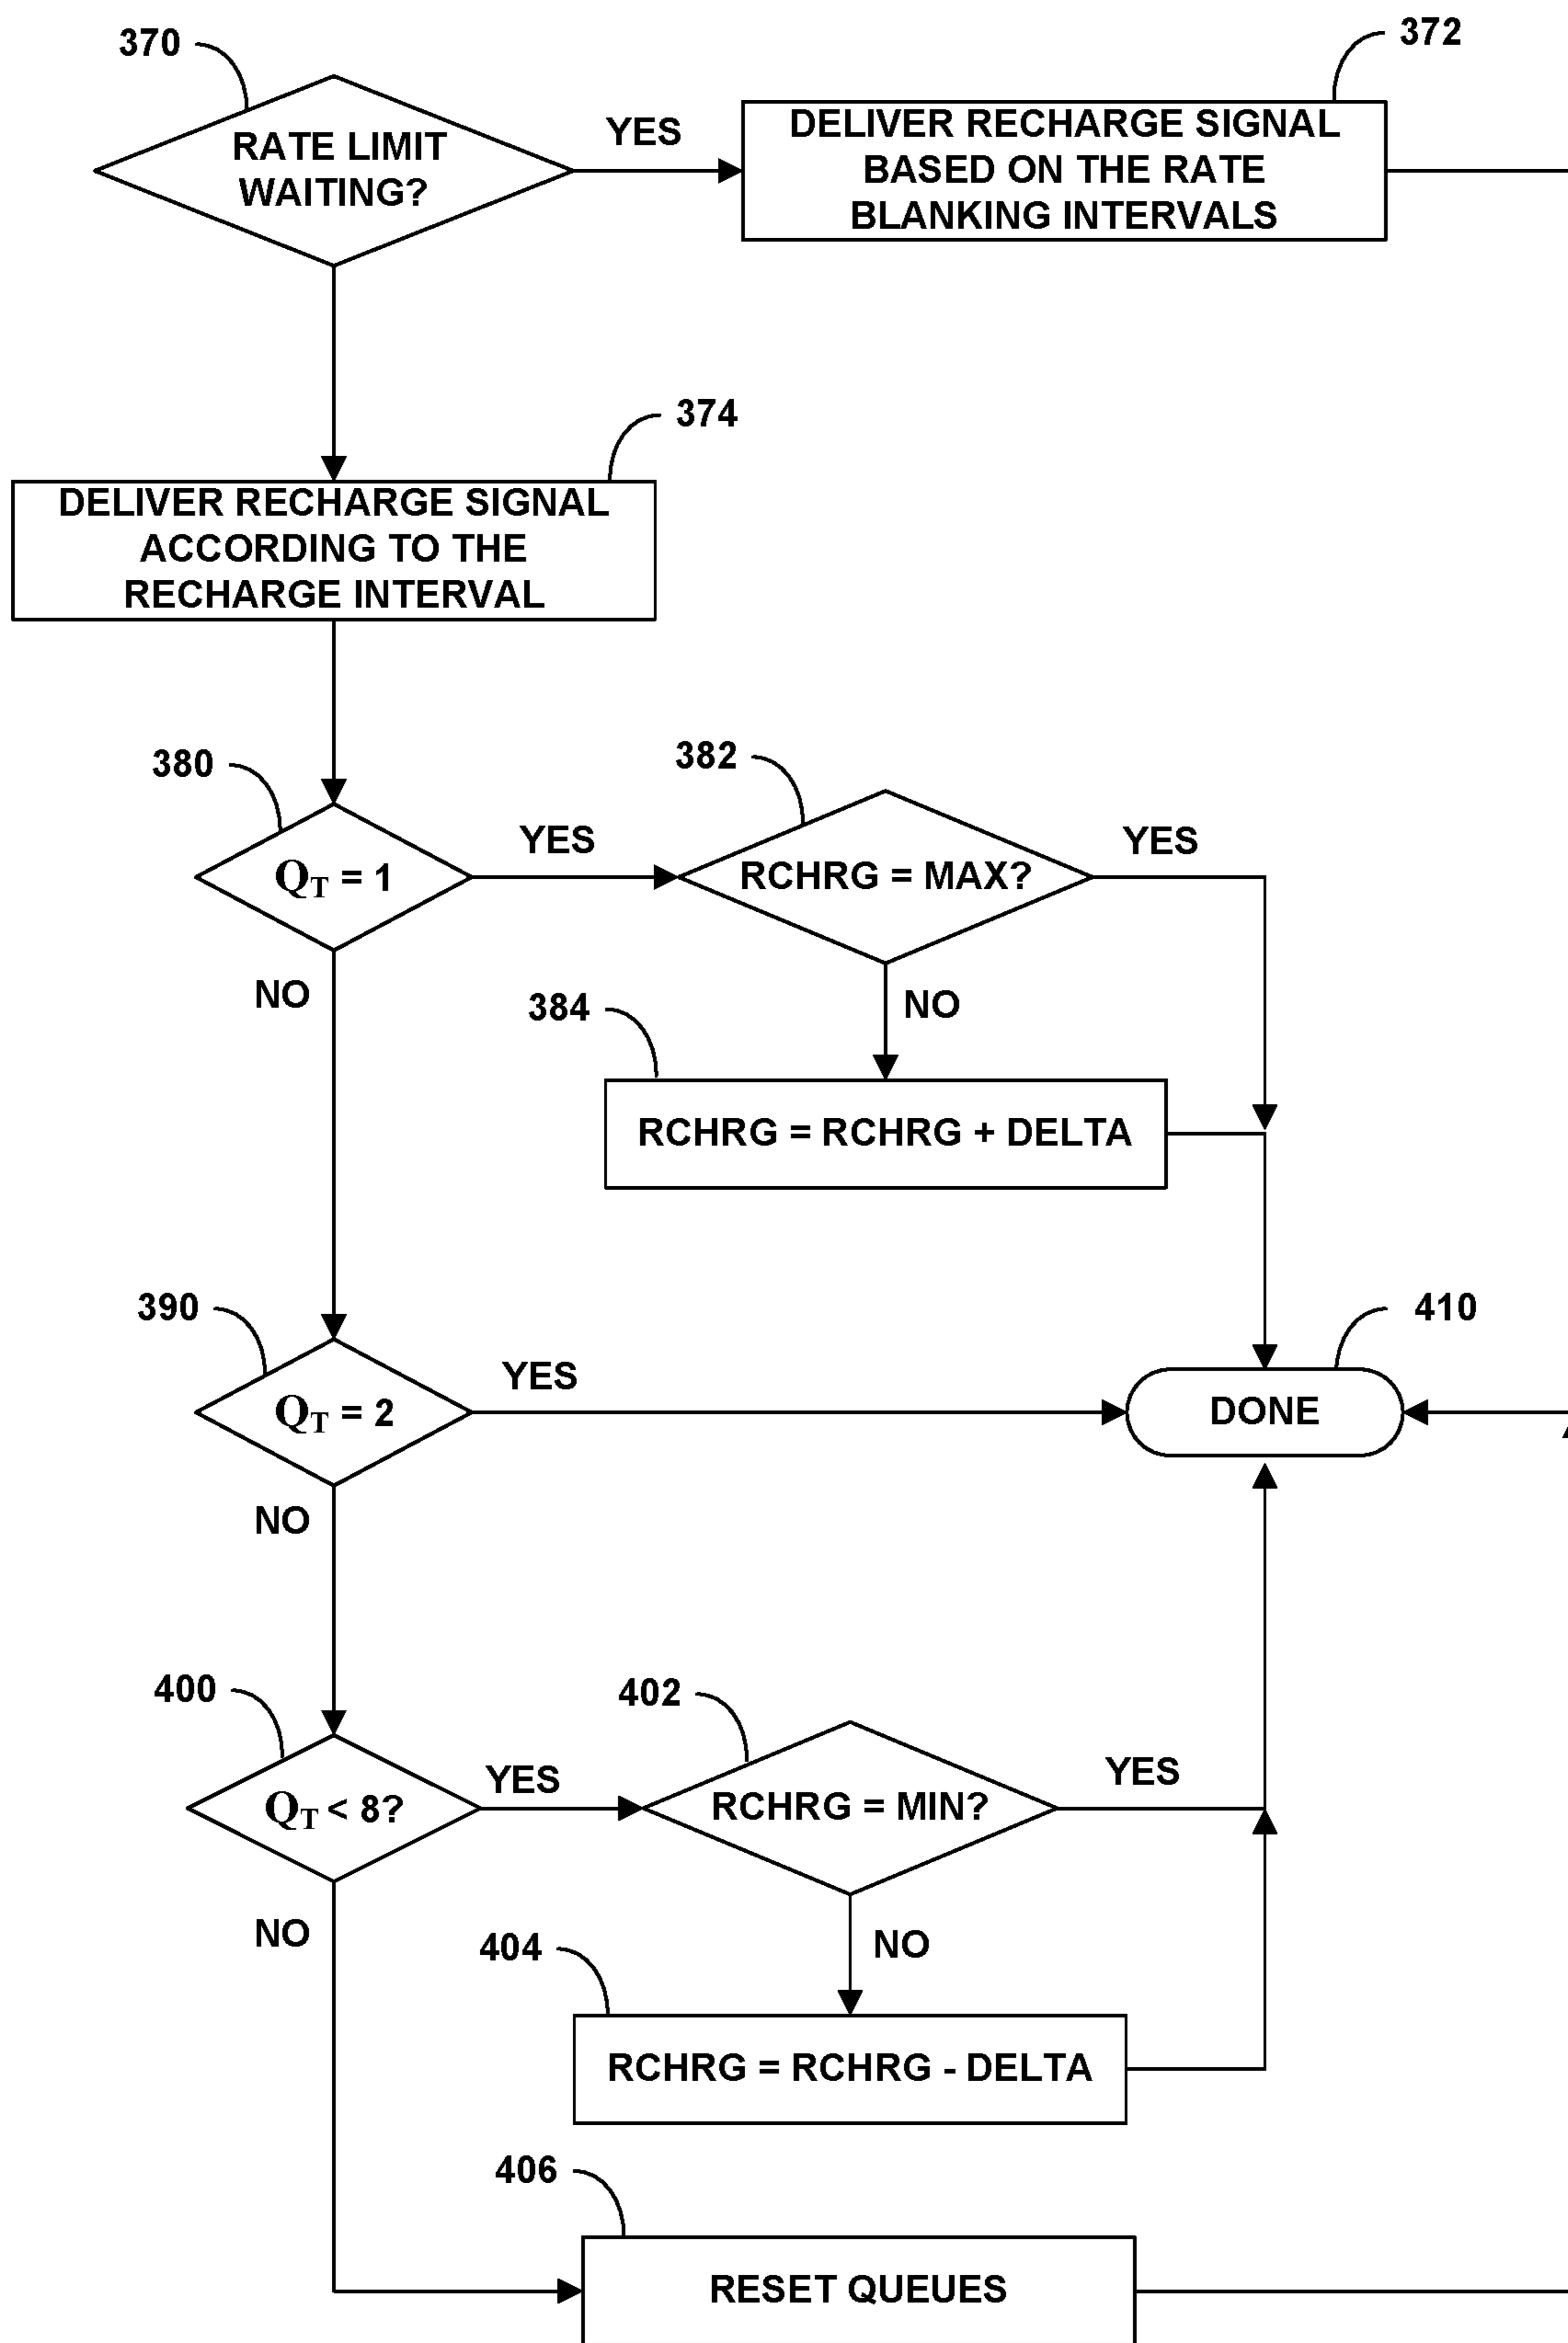 370
372
RATE LIMIT
WAITING?
YES
DELIVER RECHARGE SIGNAL
BASED ON THE RATE
BLANKING INTERVALS
374
DELIVER RECHARGE SIGNAL
ACCORDING TO THE
RECHARGE INTERVAL
380
382
QT = 1
YES
RCHRG = MAX?
YES
NO
NO
384
RCHRG = RCHRG + DELTA
390
410
QT = 2
YES
DONE
NO
400
402
QT < 8?
YES
RCHRG = MIN?
YES
NO
NO
404
RCHRG = RCHRG - DELTA
406
RESET QUEUES